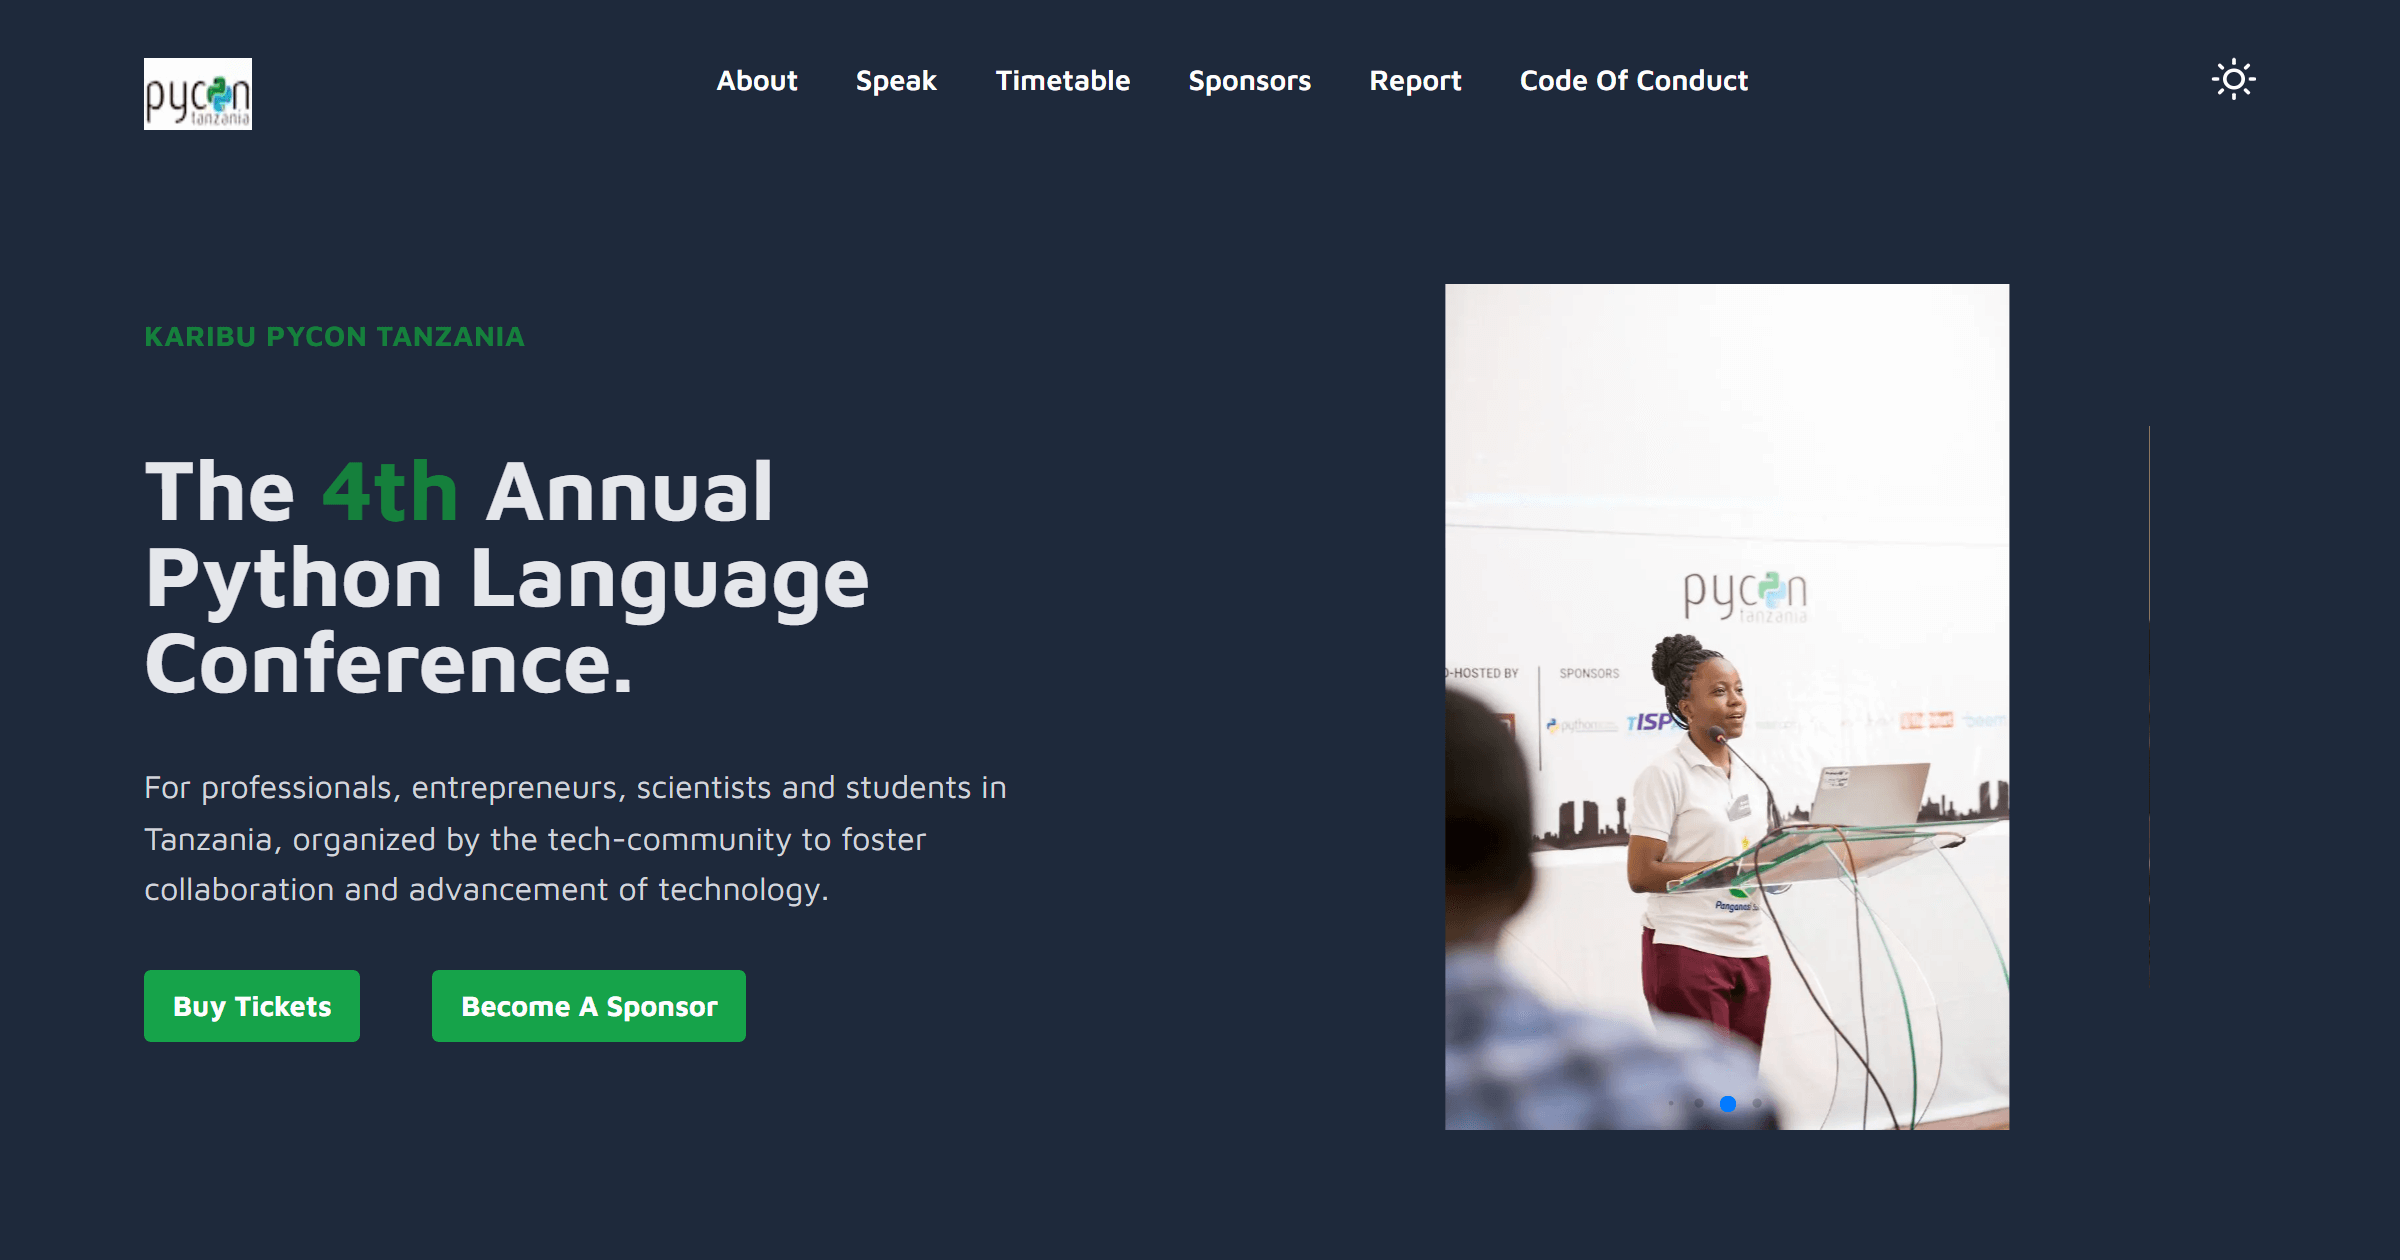 pycon
tanzania
About Speak Timetable Sponsors Report Code Of Conduct
KARIBU PYCON TANZANIA
The 4th Annual
Python Language
Conference.
For professionals, entrepreneurs, scientists and students in
Tanzania, organized by the tech-community to foster
collaboration and advancement of technology.
Buy Tickets Become A Sponsor
pycon
tanzania
O-HOSTED BY SPONSORS
python TISP beem